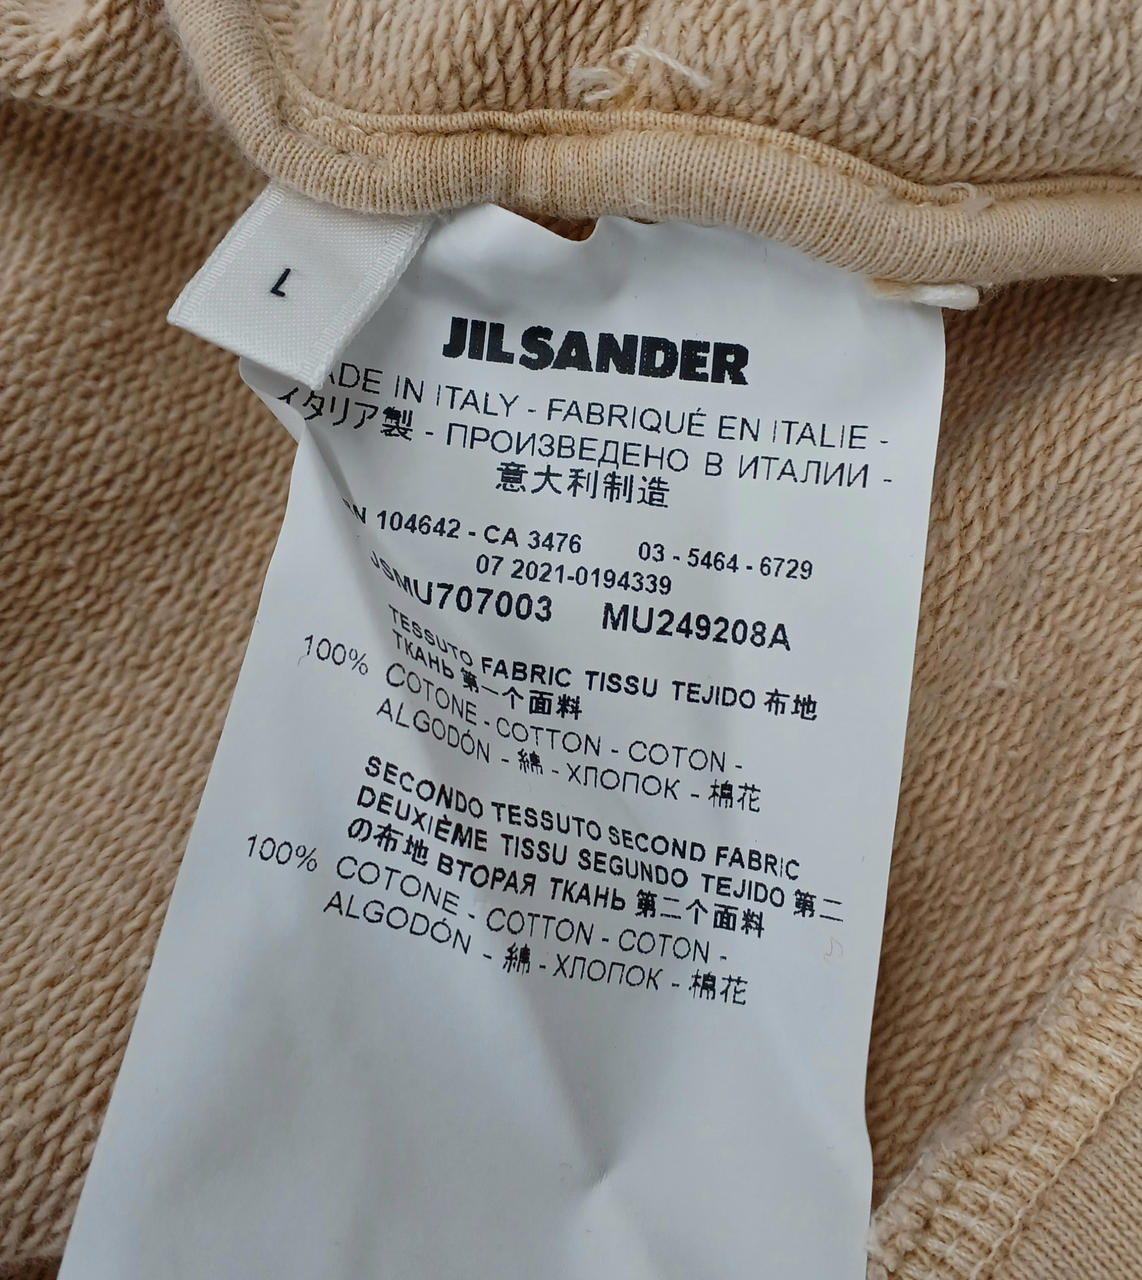 L
JIL SANDER
MADE IN ITALY - FABRIQUÉ EN ITALIE -
イタリア製 - ПРОИЗВЕДЕНО В ИТАЛИИ -
意大利制造
RN 104642 - CA 3476 03 - 5464 - 6729
07 2021-0194339
JSMU707003 MU249208A
TESSUTO FABRIC TISSU TEJIDO 布地
ТКАНЬ 第一个面料
100% COTONE - COTTON - COTON -
ALGODÓN - 綿 - ХЛОПОК - 棉花
SECONDO TESSUTO SECOND FABRIC
DEUXIÈME TISSU SEGUNDO TEJIDO 第二
の布地 ВТОРАЯ ТКАНЬ 第二个面料
100% COTONE - COTTON - COTON -
ALGODÓN - 綿 - ХЛОПОК - 棉花